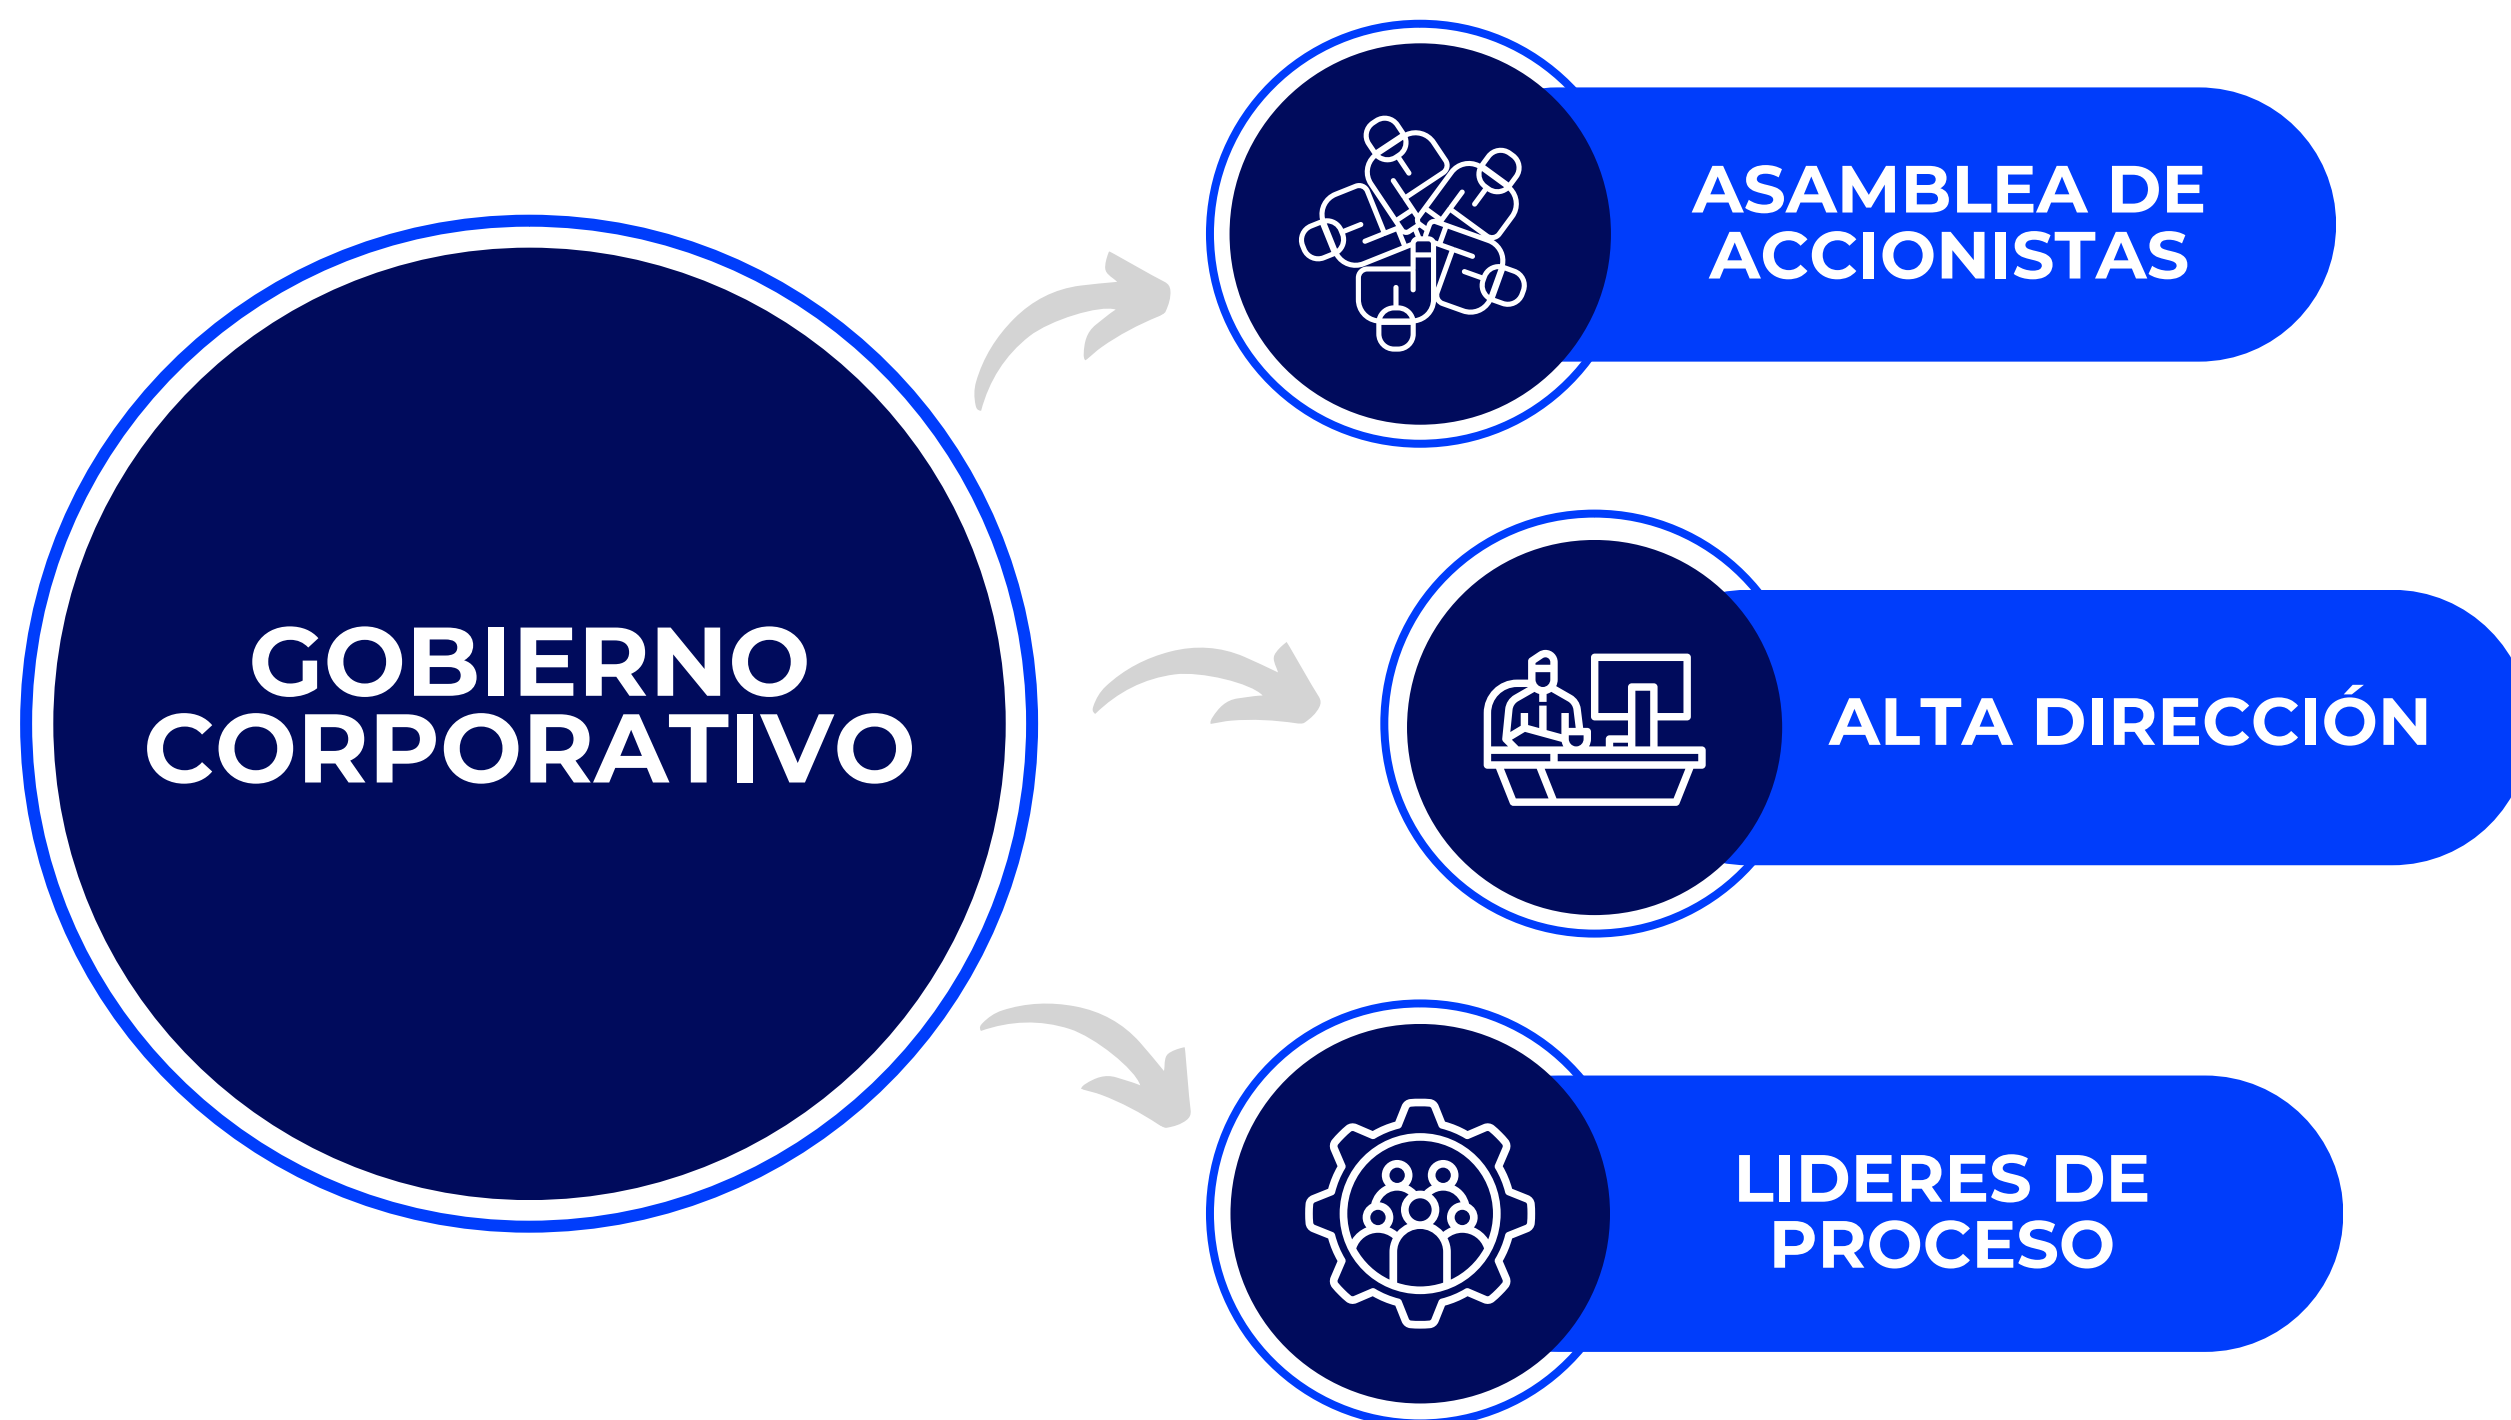 GOBIERNO
CORPORATIVO
ASAMBLEA DE
ACCIONISTAS
ALTA DIRECCIÓN
LIDERES DE
PROCESO